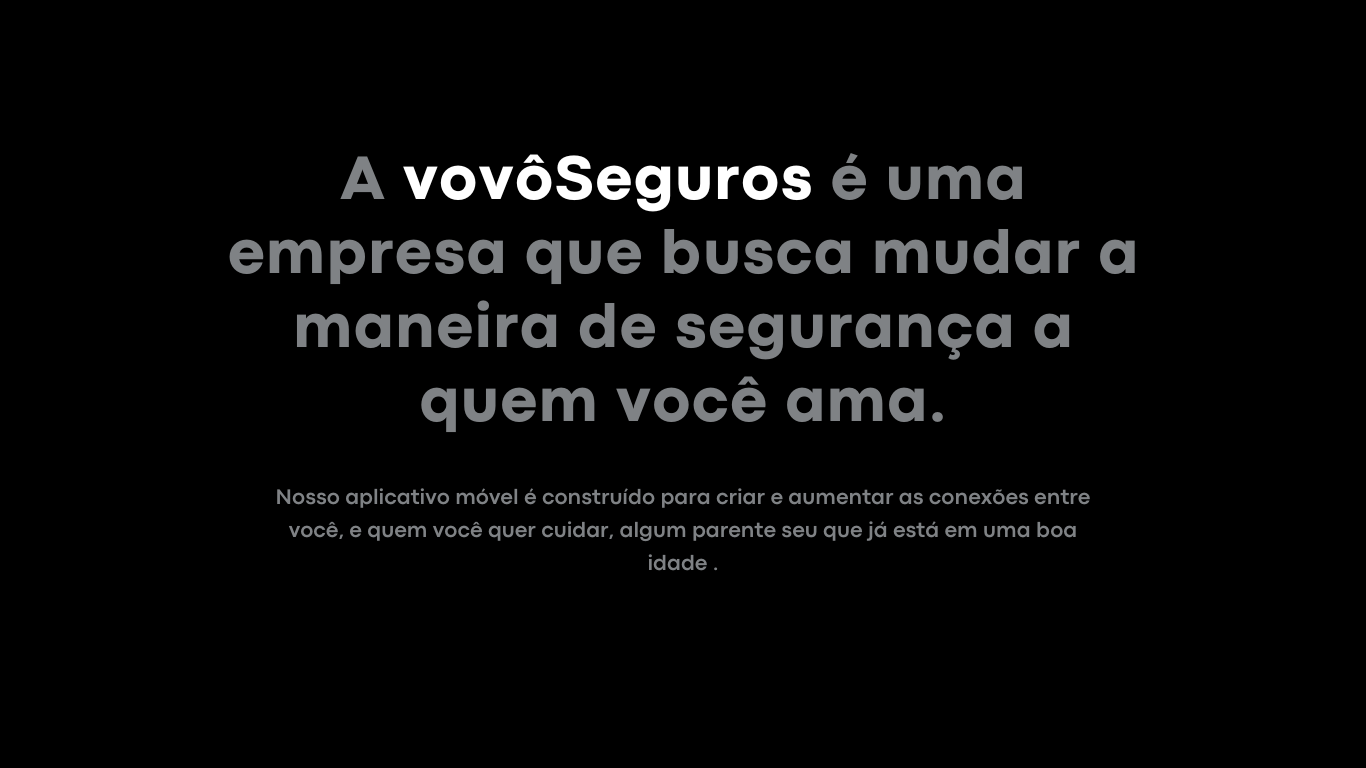 A vovôSeguros é uma
empresa que busca mudar a
maneira de segurança a
quem você ama.
Nosso aplicativo móvel é construído para criar e aumentar as conexões entre
você, e quem você quer cuidar, algum parente seu que já está em uma boa
idade .